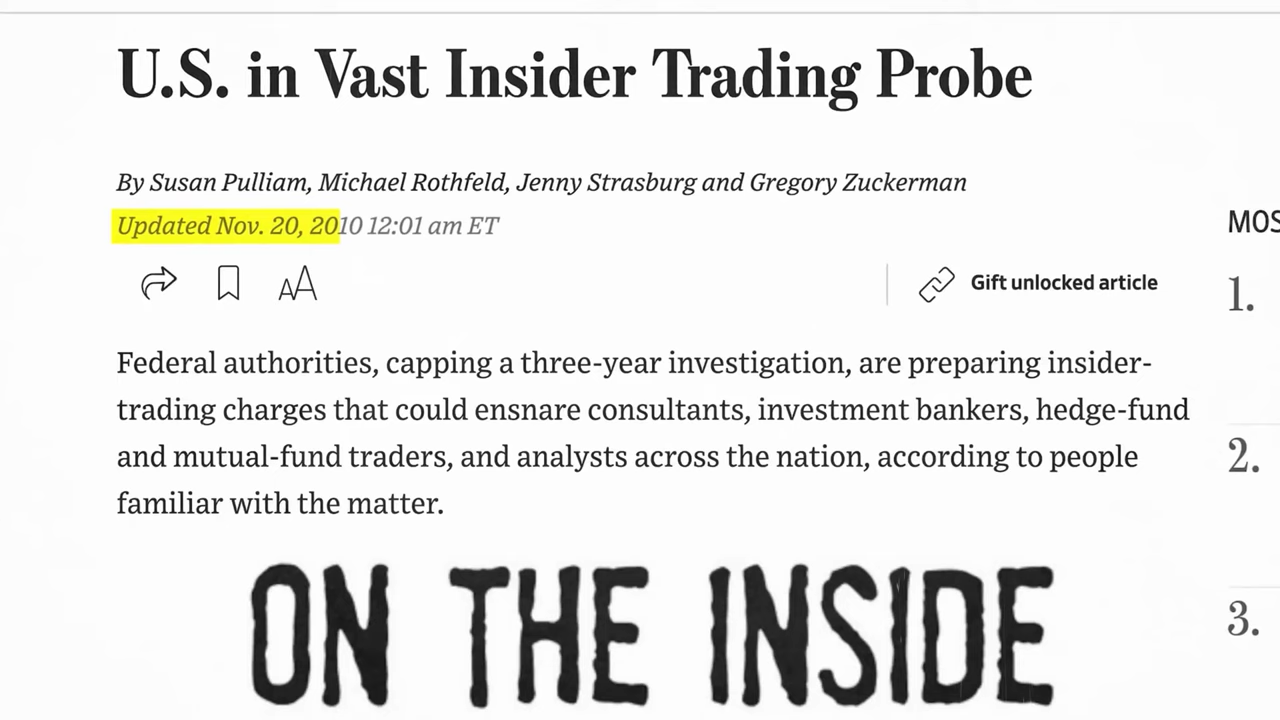 U.S. in Vast Insider Trading Probe
By Susan Pulliam, Michael Rothfeld, Jenny Strasburg and Gregory Zuckerman
Updated Nov. 20, 2010 12:01 am ET
AA
Gift unlocked article
Federal authorities, capping a three-year investigation, are preparing insider-
trading charges that could ensnare consultants, investment bankers, hedge-fund
and mutual-fund traders, and analysts across the nation, according to people
familiar with the matter.
ON THE INSIDE
MOS
1.
2.
3.